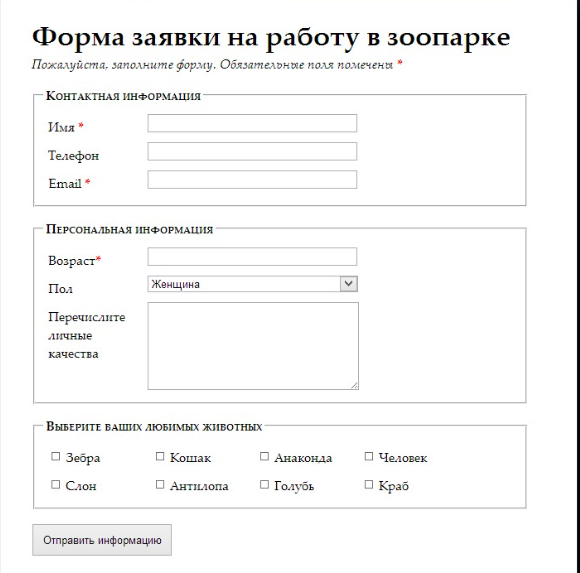 Форма заявки на работу в зоопарке
Пожалуйста, заполните форму. Обязательные поля помечены *
Контактная информация
Имя *
Телефон
Email *
Персональная информация
Возраст*
Пол Женщина
Перечислите
личные
качества
Выберите ваших любимых животных
Зебра Кошак Анаконда Человек
Слон Антилопа Голубь Краб
Отправить информацию